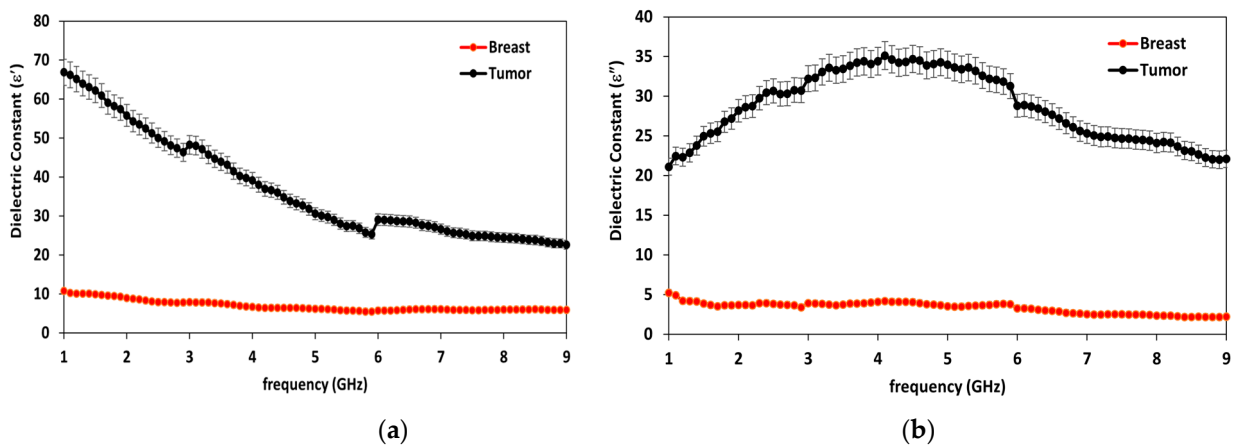 80
70
60
50
40
30
20
10
0
Dielectric Constant (ε′)
Breast
Tumor
1 2 3 4 5 6 7 8 9
frequency (GHz)
(a)
40
35
30
25
20
15
10
5
0
Dielectric Constant (ε″)
Breast
Tumor
1 2 3 4 5 6 7 8 9
frequency (GHz)
(b)